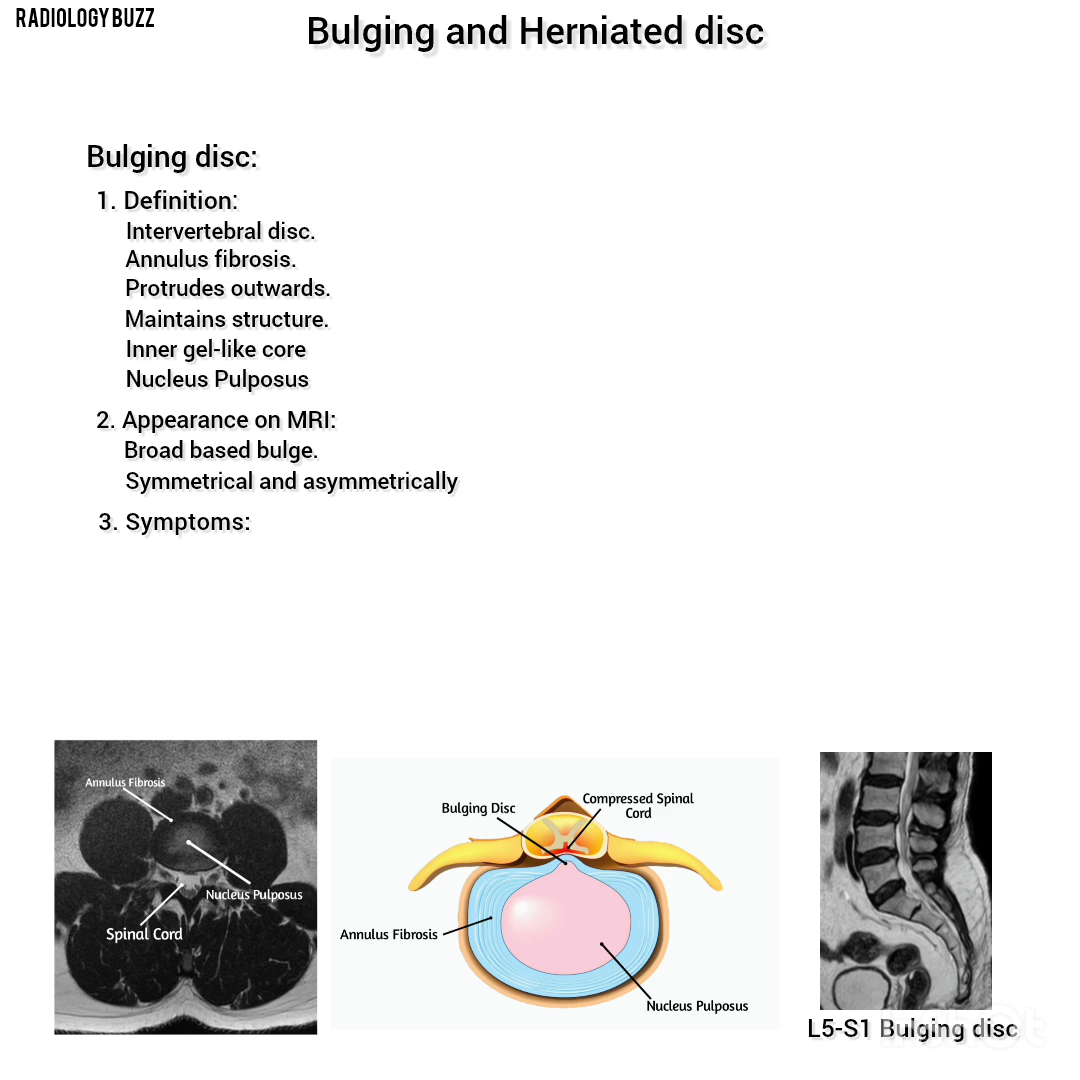 RADIOLOGY BUZZ
Bulging and Herniated disc
Bulging disc:
1. Definition:
Intervertebral disc.
Annulus fibrosis.
Protrudes outwards.
Maintains structure.
Inner gel-like core
Nucleus Pulposus
2. Appearance on MRI:
Broad based bulge.
Symmetrical and asymmetrically
3. Symptoms:
Annulus Fibrosis
Nucleus Pulposus
Spinal Cord
Bulging Disc
Compressed Spinal
Cord
Annulus Fibrosis
Nucleus Pulposus
L5-S1 Bulging disc